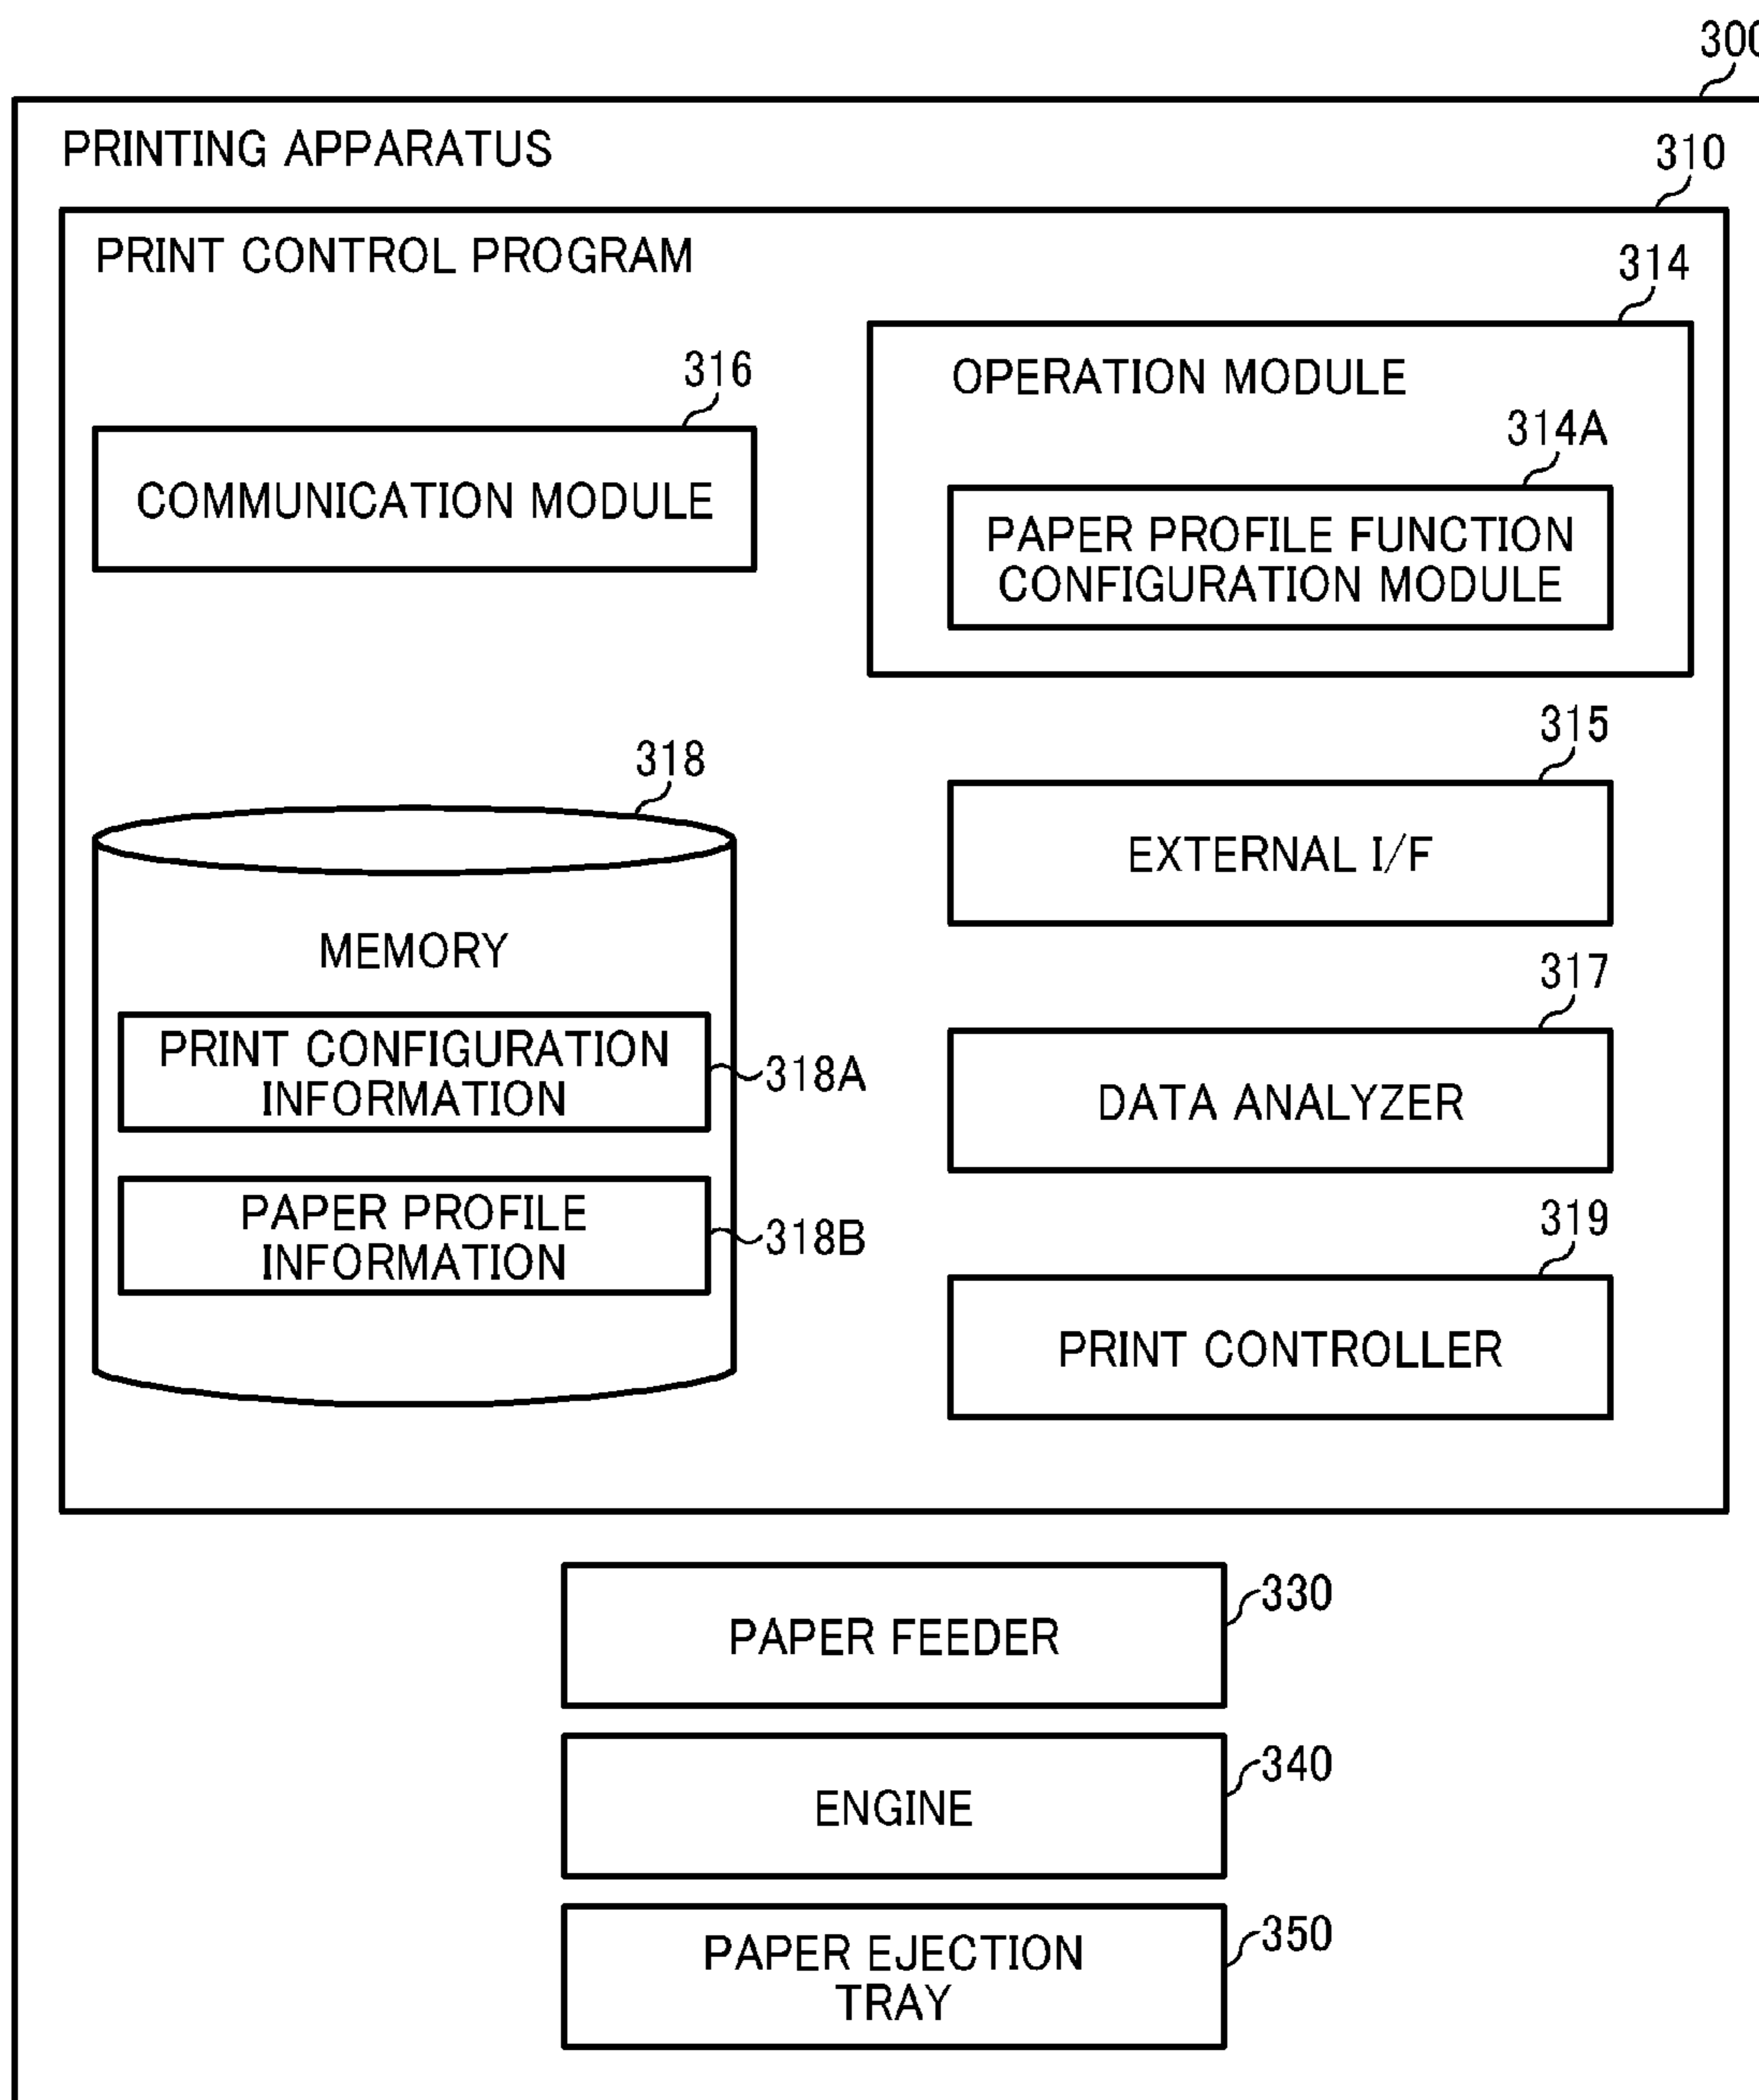 300
PRINTING APPARATUS
310
PRINT CONTROL PROGRAM
314
OPERATION MODULE
316
314A
COMMUNICATION MODULE
PAPER PROFILE FUNCTION
CONFIGURATION MODULE
315
318
EXTERNAL I/F
MEMORY
317
PRINT CONFIGURATION
INFORMATION
318A
DATA ANALYZER
PAPER PROFILE
INFORMATION
318B
319
PRINT CONTROLLER
330
PAPER FEEDER
340
ENGINE
350
PAPER EJECTION
TRAY